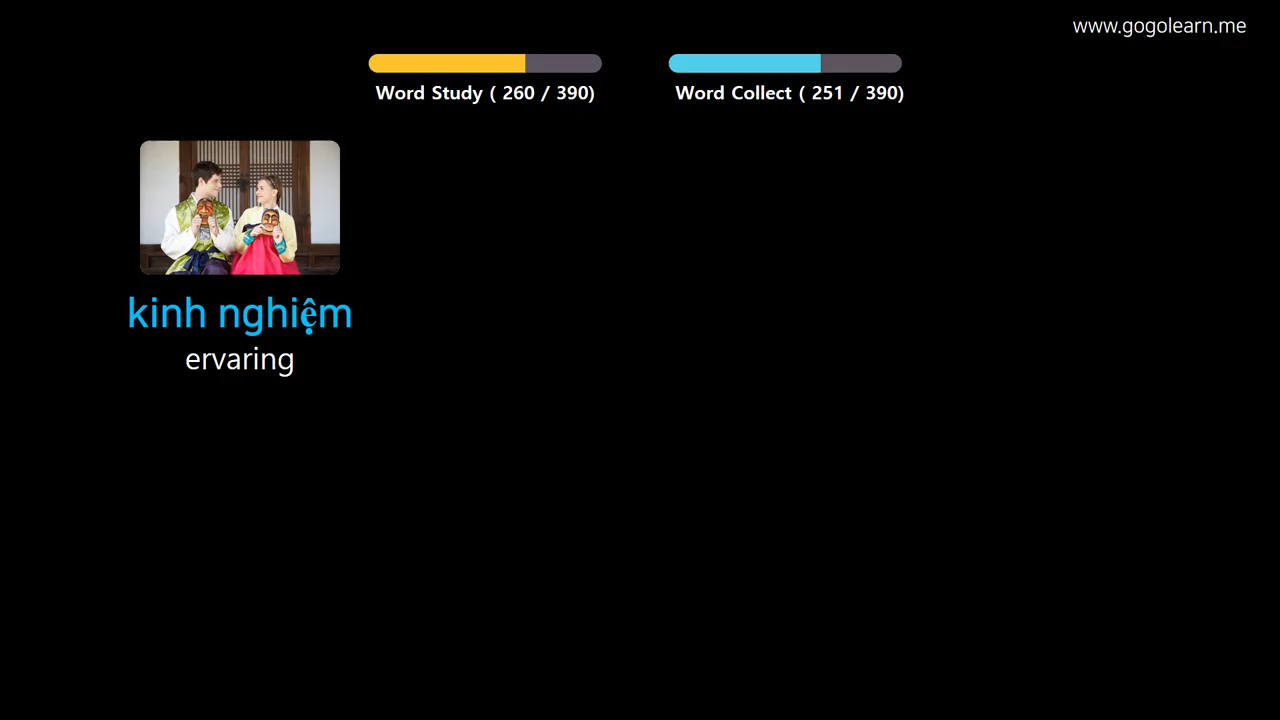 www.gogolearn.me
Word Study ( 260 / 390)
Word Collect ( 251 / 390)
kinh nghiệm
ervaring